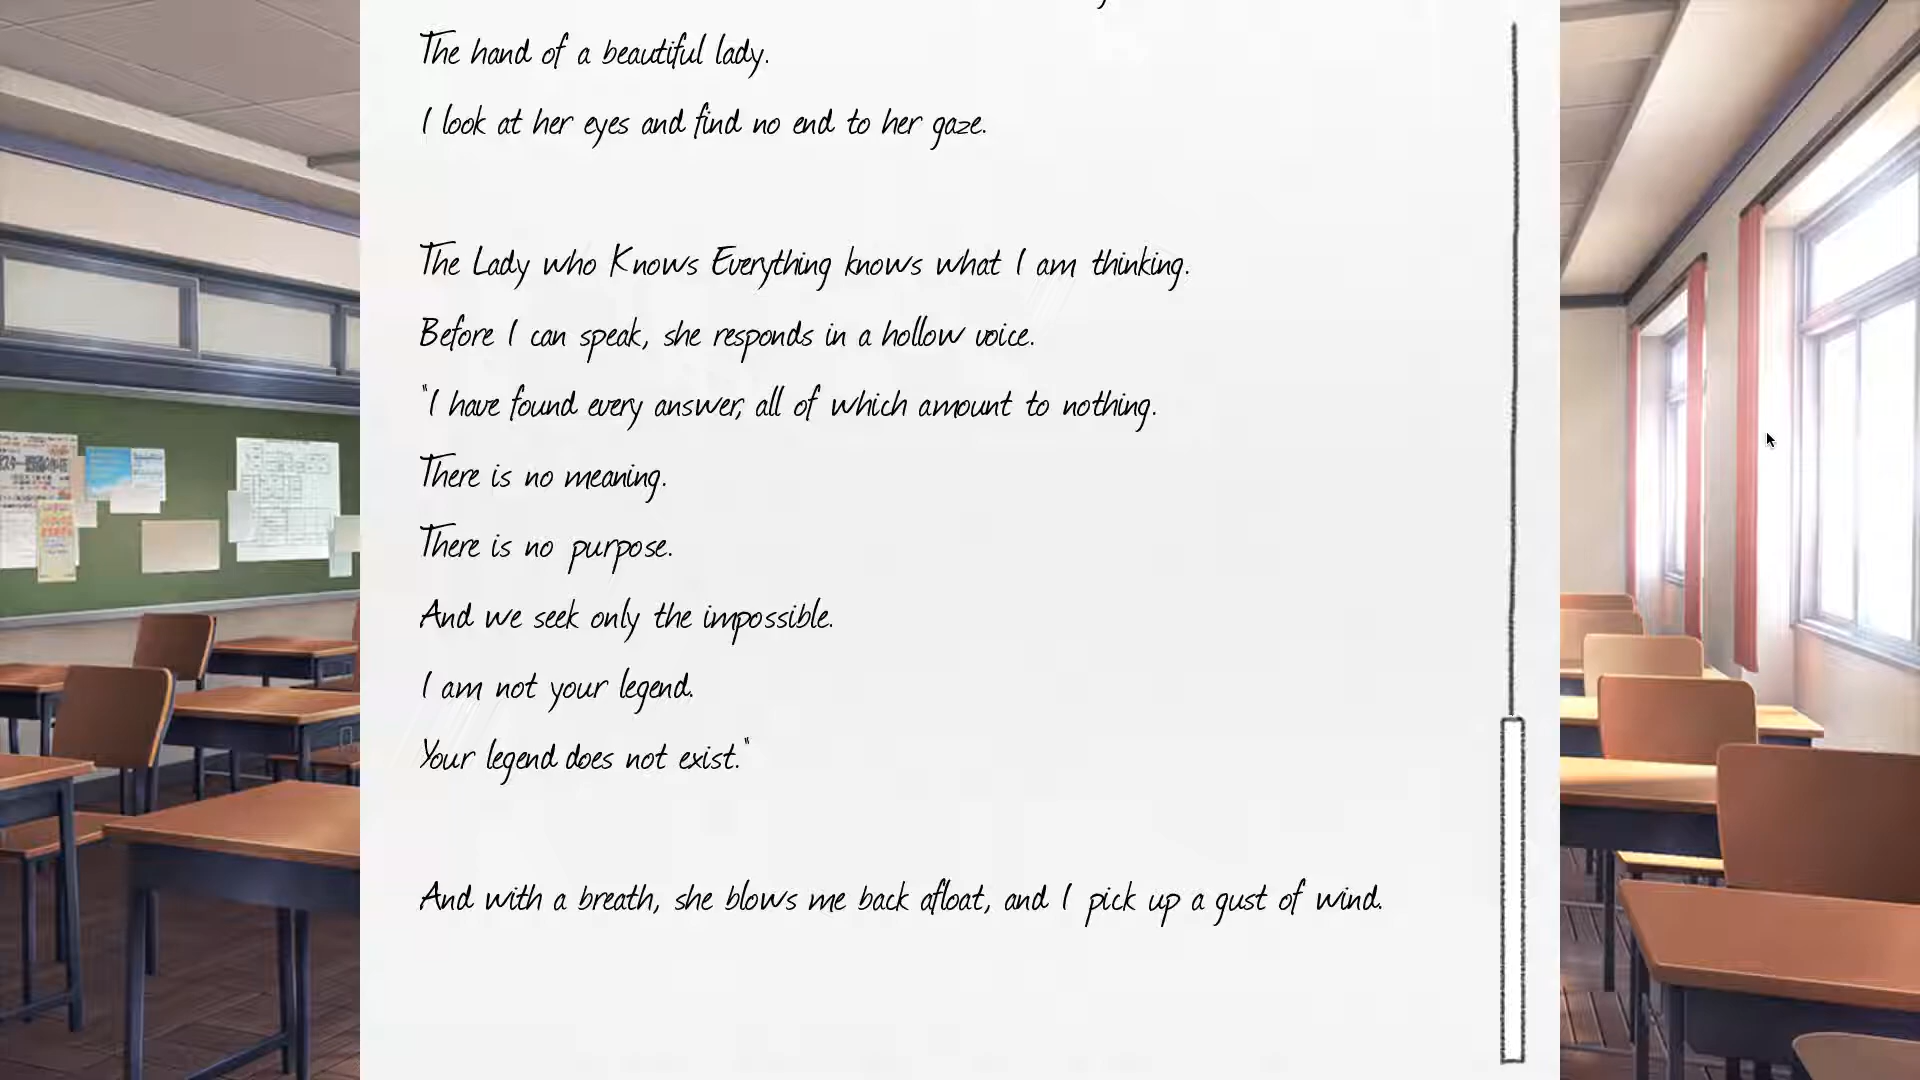 The hand of a beautiful lady.
I look at her eyes and find no end to her gaze.
The Lady who Knows Everything knows what I am thinking.
Before I can speak, she responds in a hollow voice.
"I have found every answer, all of which amount to nothing.
There is no meaning.
There is no purpose.
And we seek only the impossible.
I am not your legend.
Your legend does not exist."
And with a breath, she blows me back afloat, and I pick up a gust of wind.